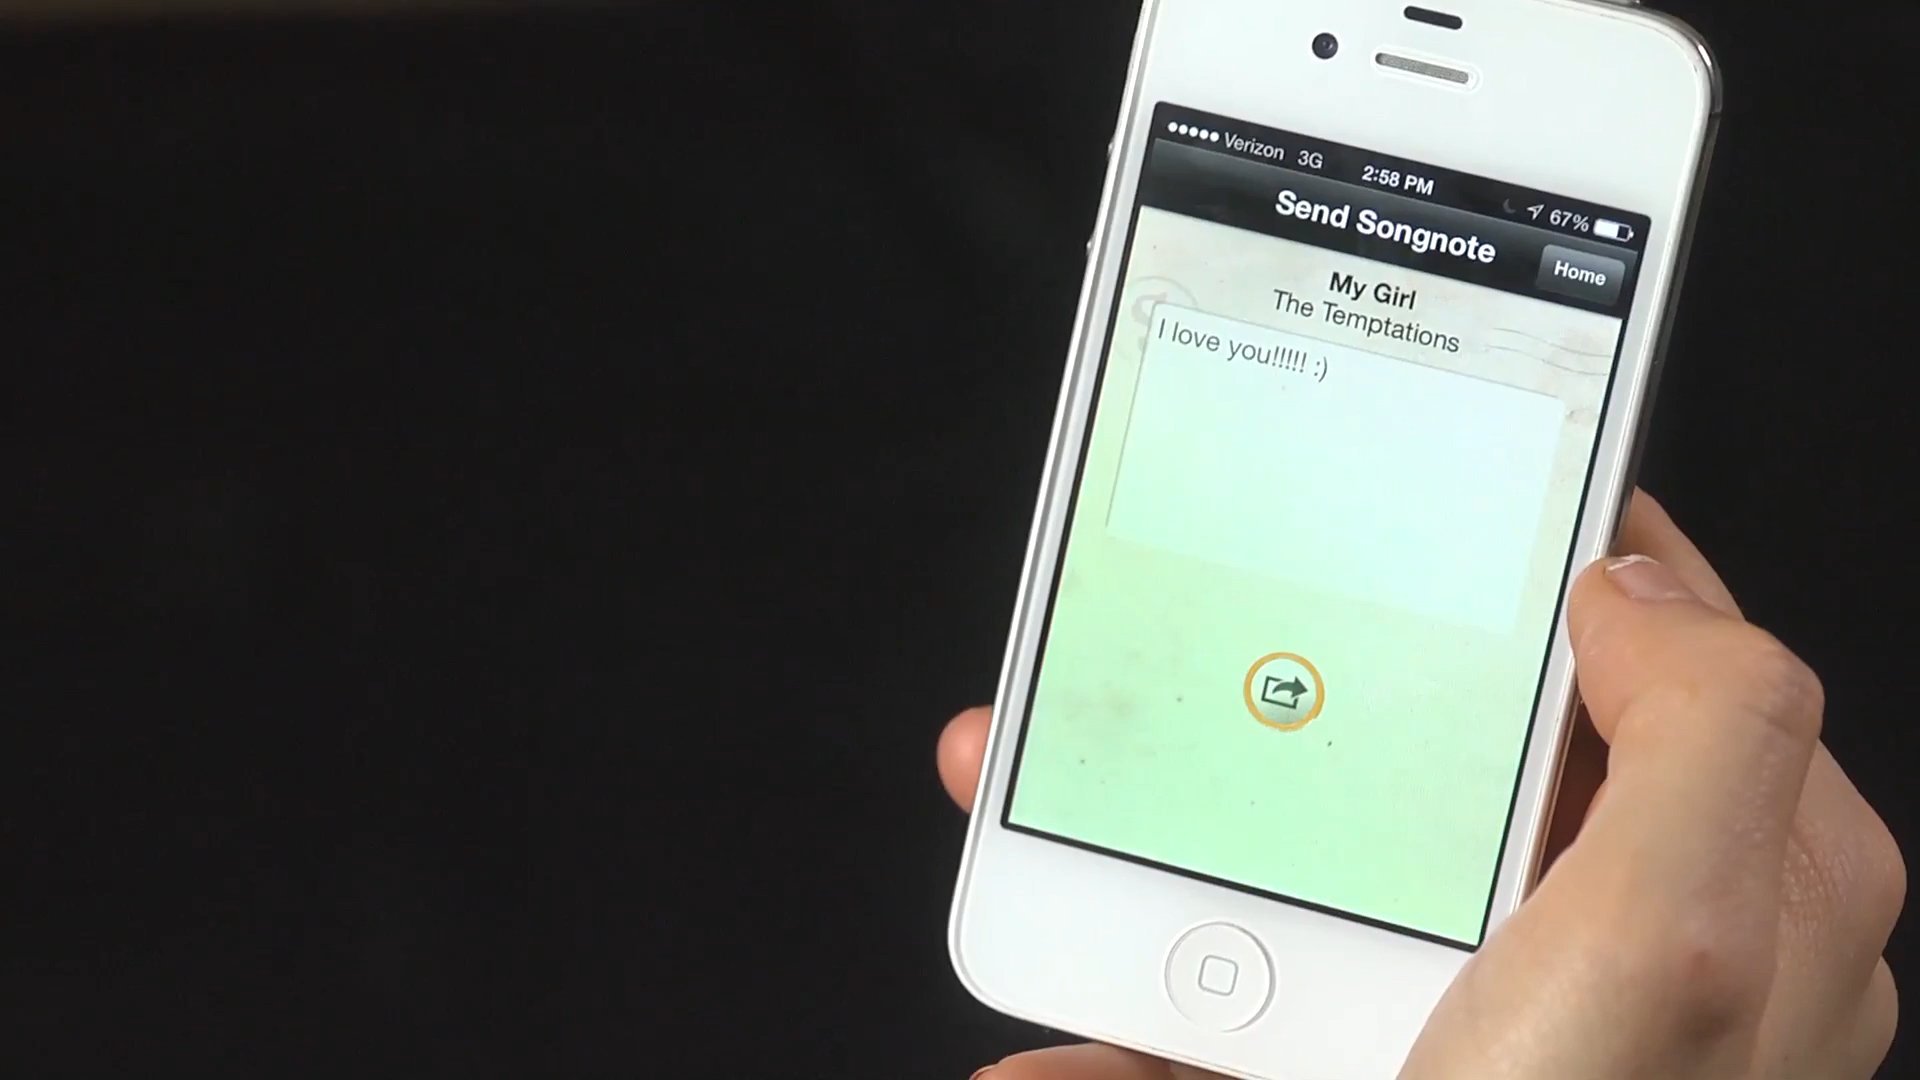 Verizon 3G 2:58 PM 67%
Send Songnote
Home
My Girl
The Temptations
I love you!!!!! :)